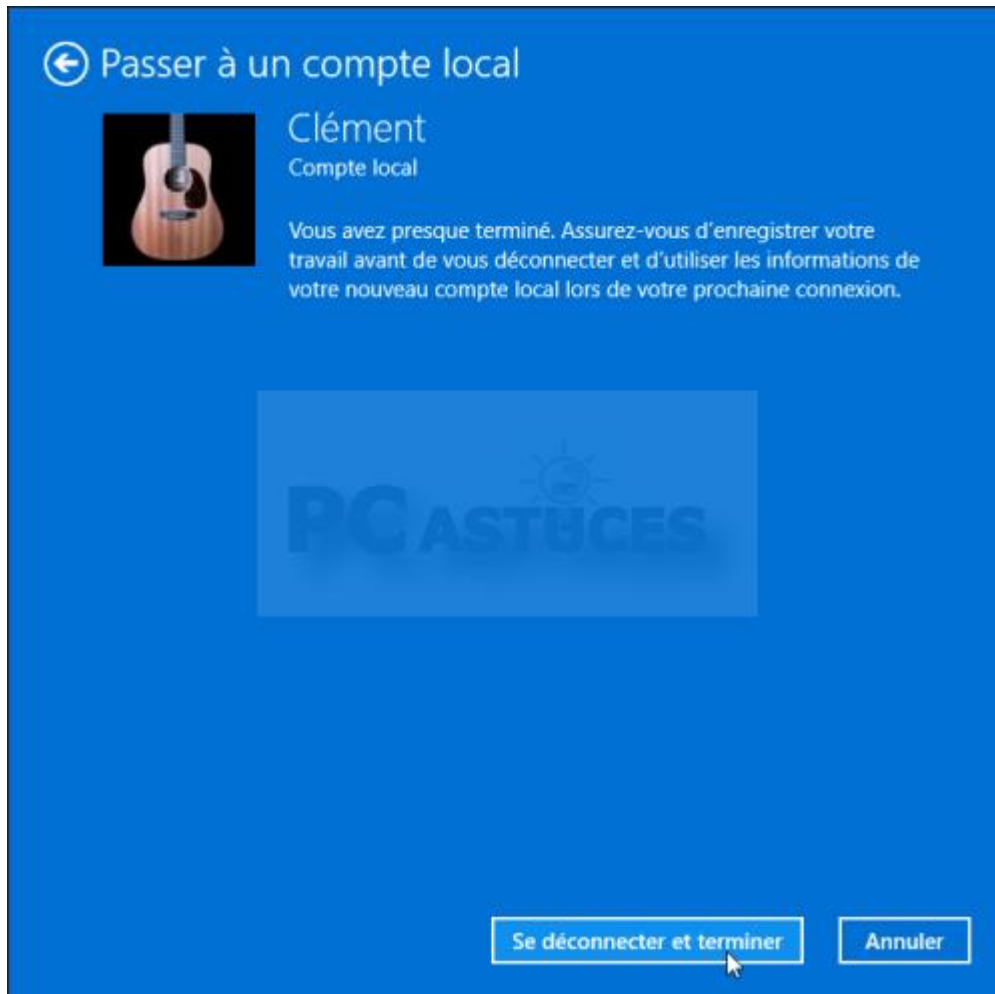 Passer à un compte local
Clément
Compte local
Vous avez presque terminé. Assurez-vous d'enregistrer votre
travail avant de vous déconnecter et d'utiliser les informations de
votre nouveau compte local lors de votre prochaine connexion.
PC ASTUCES
Se déconnecter et terminer
Annuler